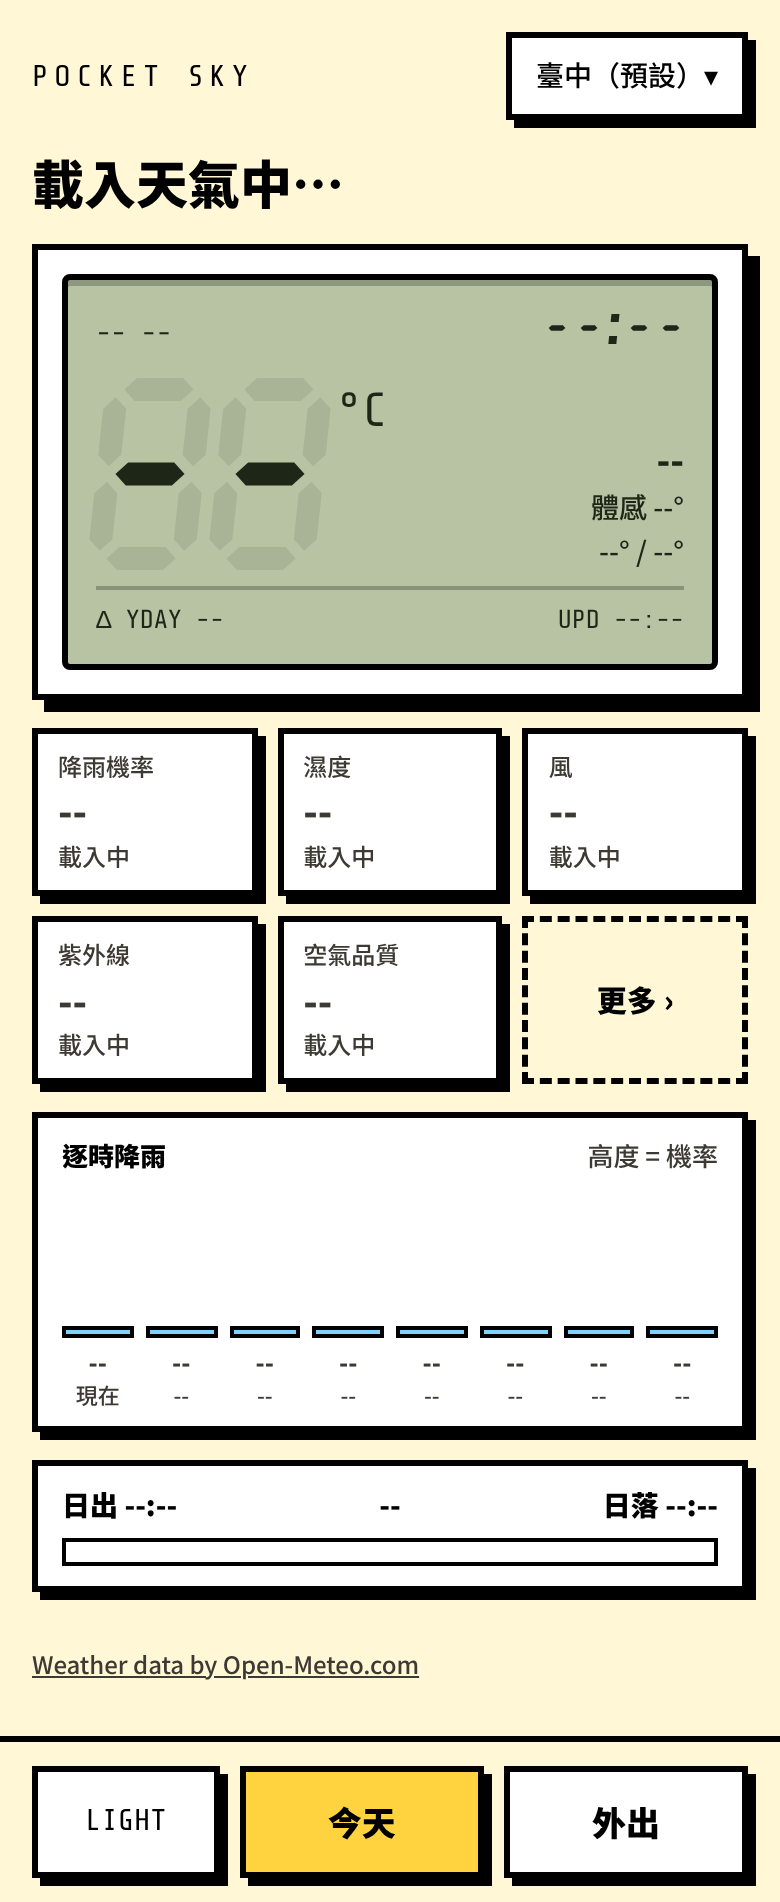 POCKET SKY
臺中（預設）▼
載入天氣中…
-- --
--:--
-- °C
--
體感 --°
--° / --°
Δ YDAY --
UPD --:--
降雨機率
--
載入中
濕度
--
載入中
風
--
載入中
紫外線
--
載入中
空氣品質
--
載入中
更多 ›
逐時降雨
高度 = 機率
-- -- -- -- -- -- -- --
現在 -- -- -- -- -- -- --
日出 --:--
--
日落 --:--
Weather data by Open-Meteo.com
LIGHT
今天
外出